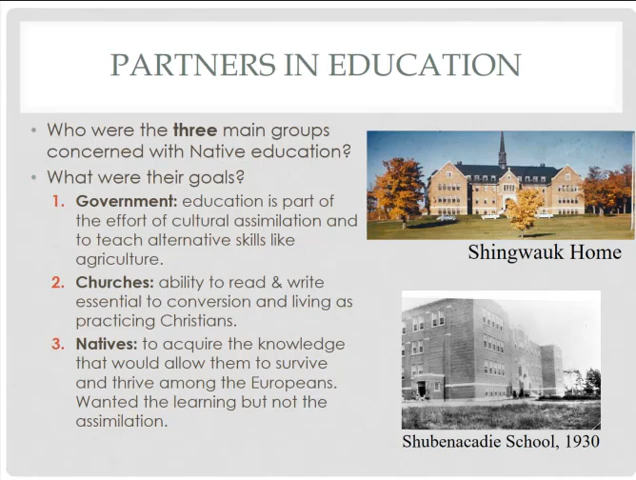 PARTNERS IN EDUCATION
• Who were the three main groups
concerned with Native education?
• What were their goals?
1. Government: education is part of
the effort of cultural assimilation and
to teach alternative skills like
agriculture.
2. Churches: ability to read & write
essential to conversion and living as
practicing Christians.
3. Natives: to acquire the knowledge
that would allow them to survive
and thrive among the Europeans.
Wanted the learning but not the
assimilation.
Shingwauk Home
Shubenacadie School, 1930